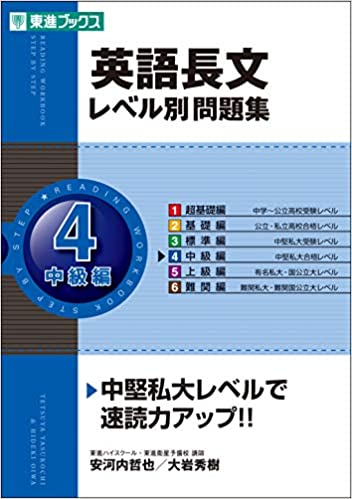 東進ブックス
READING WORKBOOK
STEP BY STEP
英語長文
レベル別問題集
★READING WORKBOOK STEP BY STEP
4
中級編
1 超基礎編 中学〜公立高校受験レベル
2 基礎編 公立・私立高校合格レベル
3 標準編 中堅私大受験レベル
4 中級編 中堅私大合格レベル
5 上級編 有名私大・国公立大レベル
6 難関編 難関私大・難関国公立大レベル
中堅私大レベルで
速読力アップ!!
TETSUYA YASUKOCHI
& HIDEKI OIWA
東進ハイスクール・東進衛星予備校 講師
安河内哲也/大岩秀樹